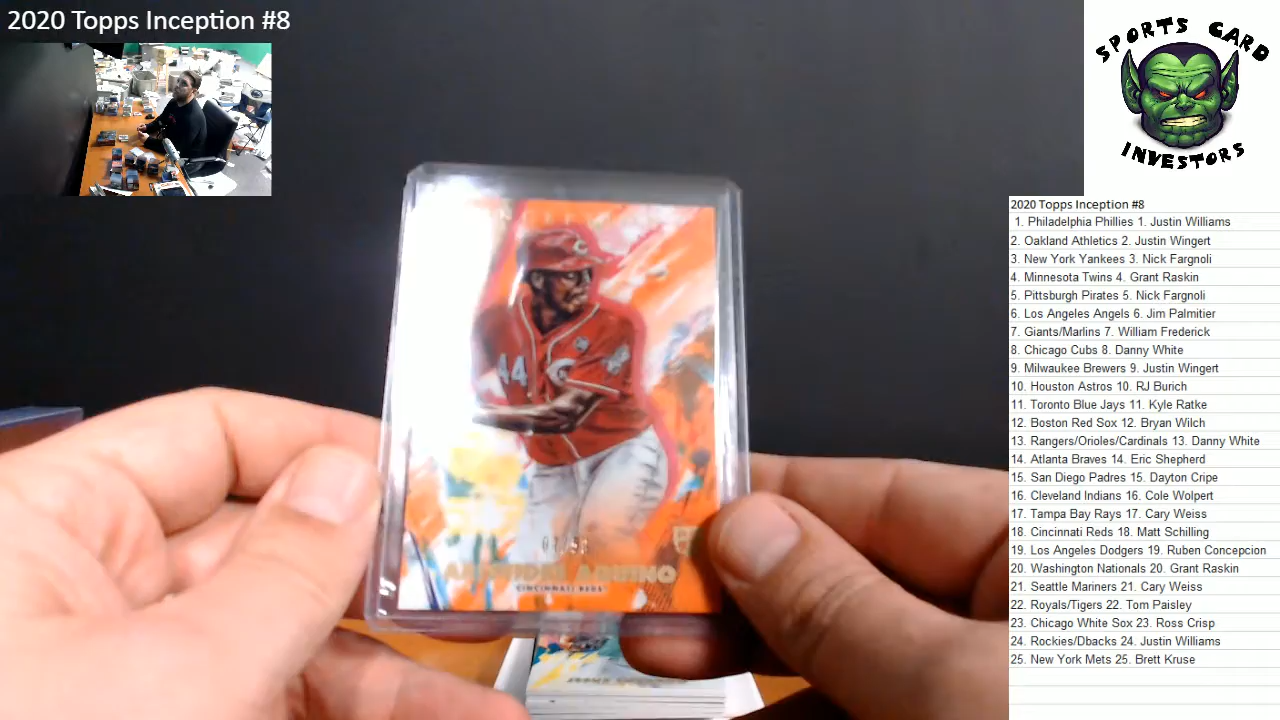 2020 Topps Inception #8
SPORTS CARD
INVESTORS
2020 Topps Inception #8
1. Philadelphia Phillies 1. Justin Williams
2. Oakland Athletics 2. Justin Wingert
3. New York Yankees 3. Nick Fargnoli
4. Minnesota Twins 4. Grant Raskin
5. Pittsburgh Pirates 5. Nick Fargnoli
6. Los Angeles Angels 6. Jim Palmitier
7. Giants/Marlins 7. William Frederick
8. Chicago Cubs 8. Danny White
9. Milwaukee Brewers 9. Justin Wingert
10. Houston Astros 10. RJ Burich
11. Toronto Blue Jays 11. Kyle Ratke
12. Boston Red Sox 12. Bryan Wilch
13. Rangers/Orioles/Cardinals 13. Danny White
14. Atlanta Braves 14. Eric Shepherd
15. San Diego Padres 15. Dayton Cripe
16. Cleveland Indians 16. Cole Wolpert
17. Tampa Bay Rays 17. Cary Weiss
18. Cincinnati Reds 18. Matt Schilling
19. Los Angeles Dodgers 19. Ruben Concepcion
20. Washington Nationals 20. Grant Raskin
21. Seattle Mariners 21. Cary Weiss
22. Royals/Tigers 22. Tom Paisley
23. Chicago White Sox 23. Ross Crisp
24. Rockies/Dbacks 24. Justin Williams
25. New York Mets 25. Brett Kruse
C
44
C
AQUINO
CINCINNATI REDS